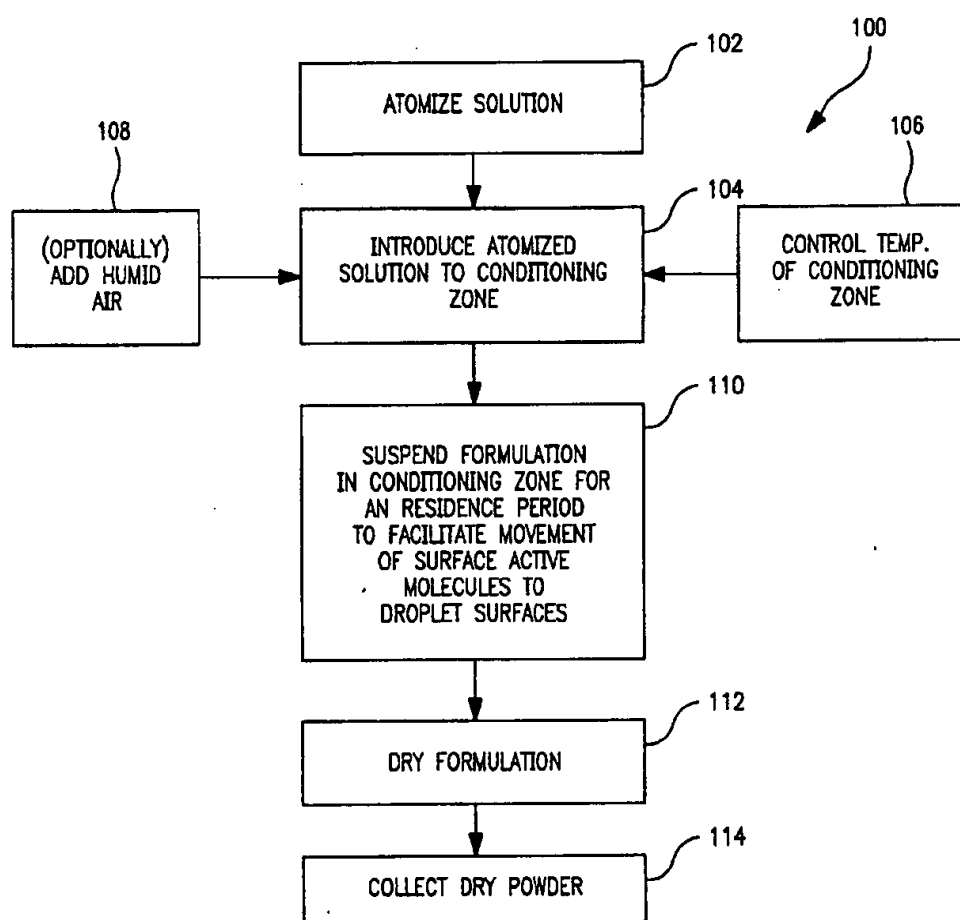 102
100
ATOMIZE SOLUTION
108
104
106
(OPTIONALLY)
ADD HUMID
AIR
INTRODUCE ATOMIZED
SOLUTION TO CONDITIONING
ZONE
CONTROL TEMP.
OF CONDITIONING
ZONE
110
SUSPEND FORMULATION
IN CONDITIONING ZONE FOR
AN RESIDENCE PERIOD
TO FACILITATE MOVEMENT
OF SURFACE ACTIVE
MOLECULES TO
DROPLET SURFACES
112
DRY FORMULATION
114
COLLECT DRY POWDER